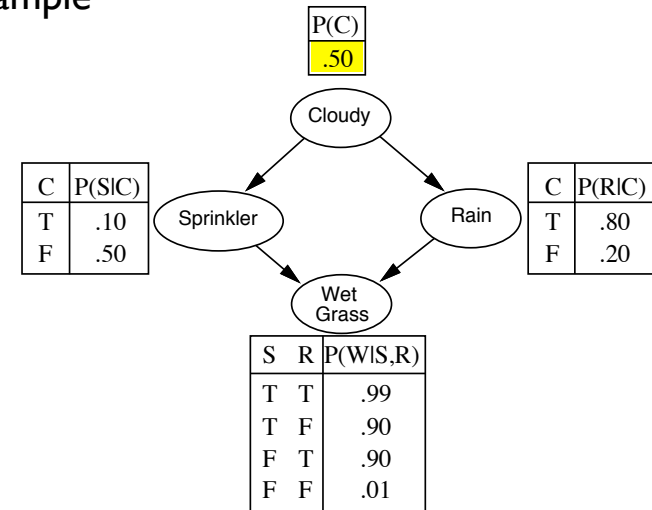 ample
P(C)
.50
Cloudy
C P(S|C)
T .10
F .50
Sprinkler
Rain
C P(R|C)
T .80
F .20
Wet
Grass
S R P(W|S,R)
T T .99
T F .90
F T .90
F F .01